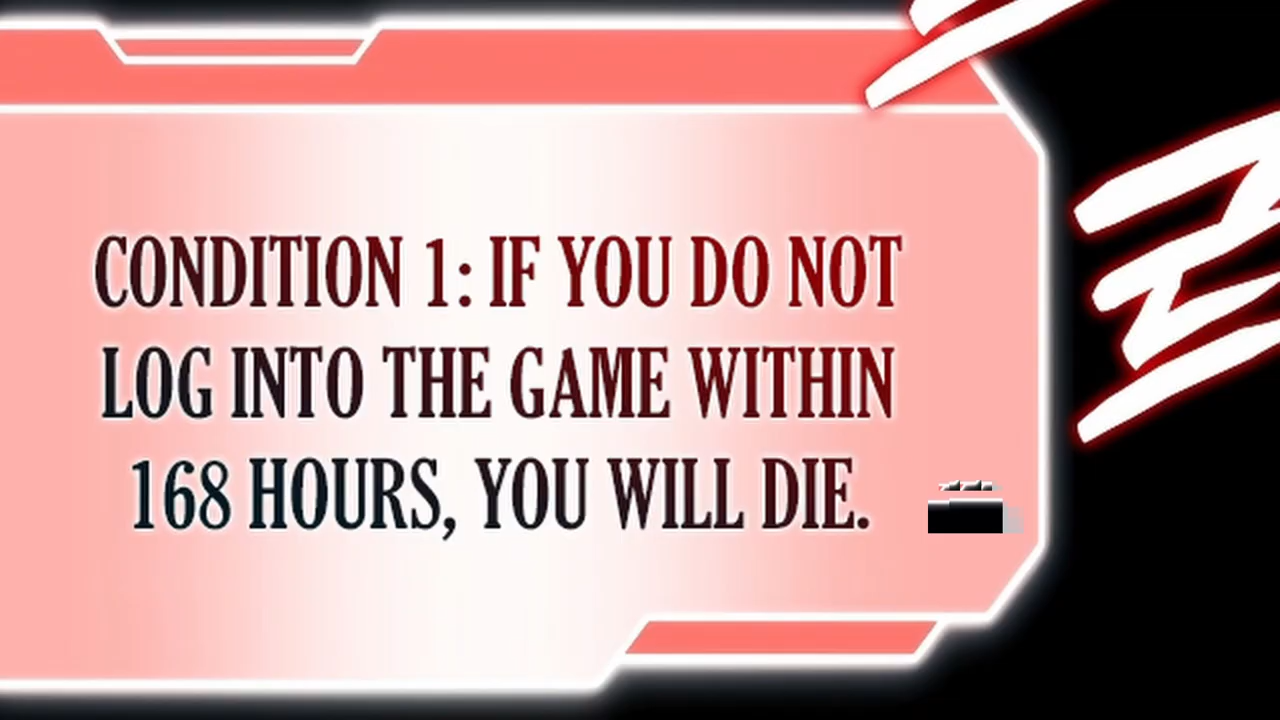 CONDITION 1: IF YOU DO NOT
LOG INTO THE GAME WITHIN
168 HOURS, YOU WILL DIE.